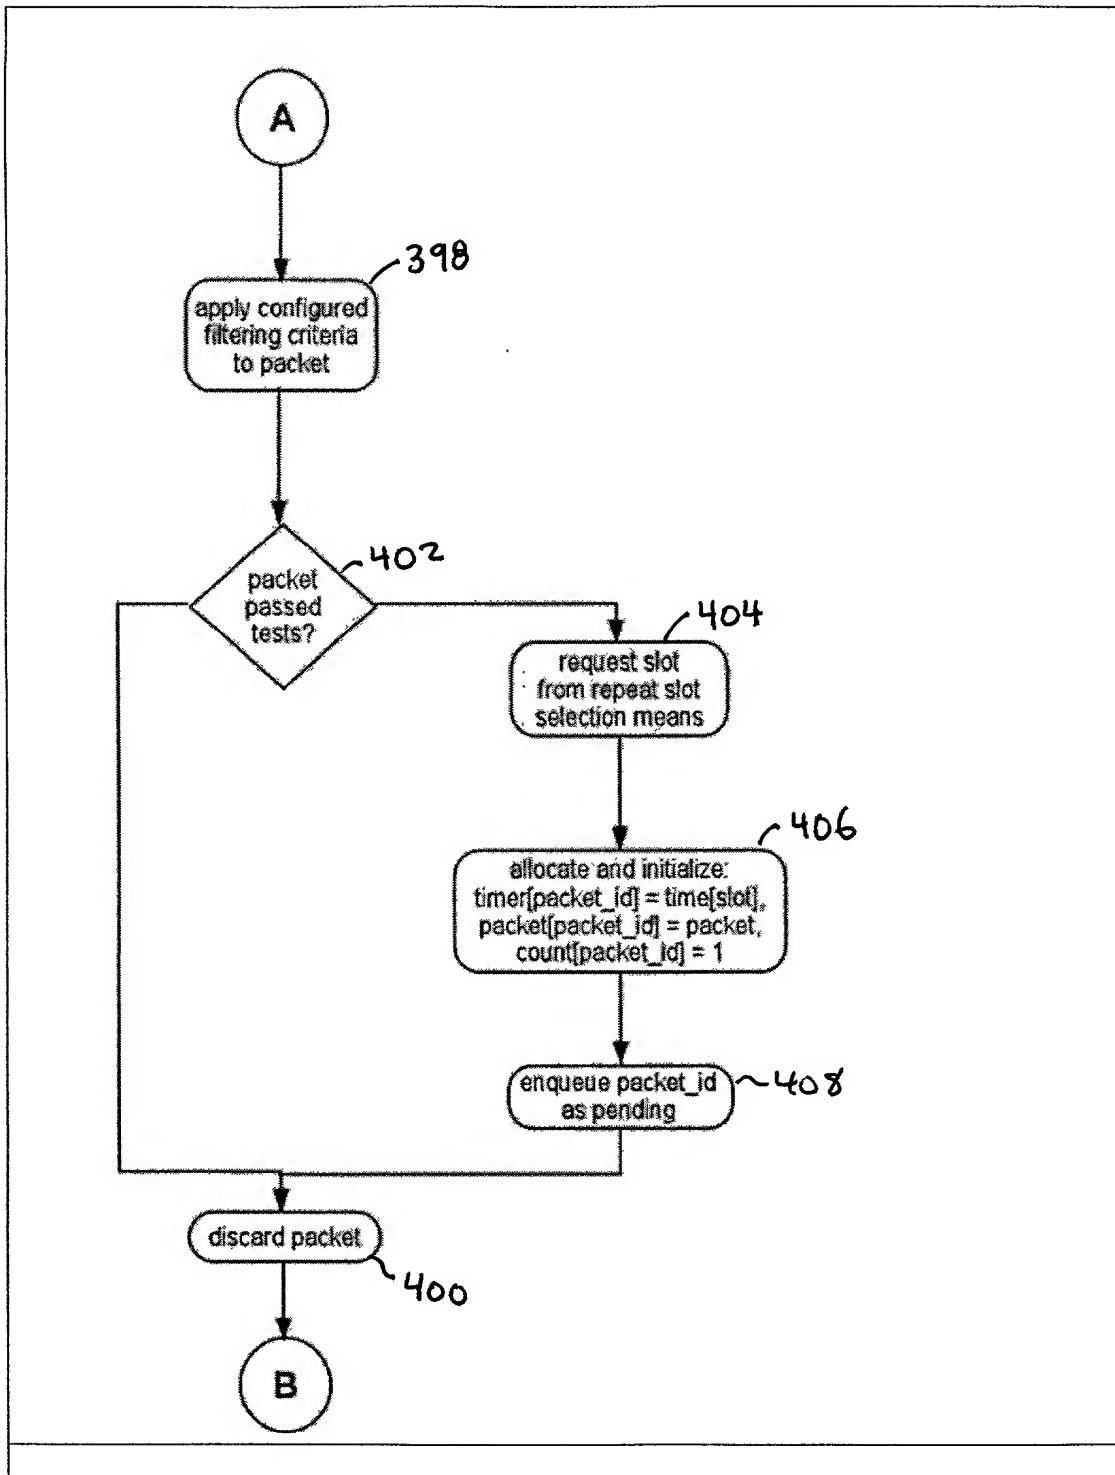 A
398
apply configured
filtering criteria
to packet
402
packet
passed
tests?
404
request slot
from repeat slot
selection means
406
allocate and initialize:
timer[packet_id] = time[slot],
packet[packet_id] = packet,
count[packet_id] = 1
enqueue packet_id
as pending
408
discard packet
400
B